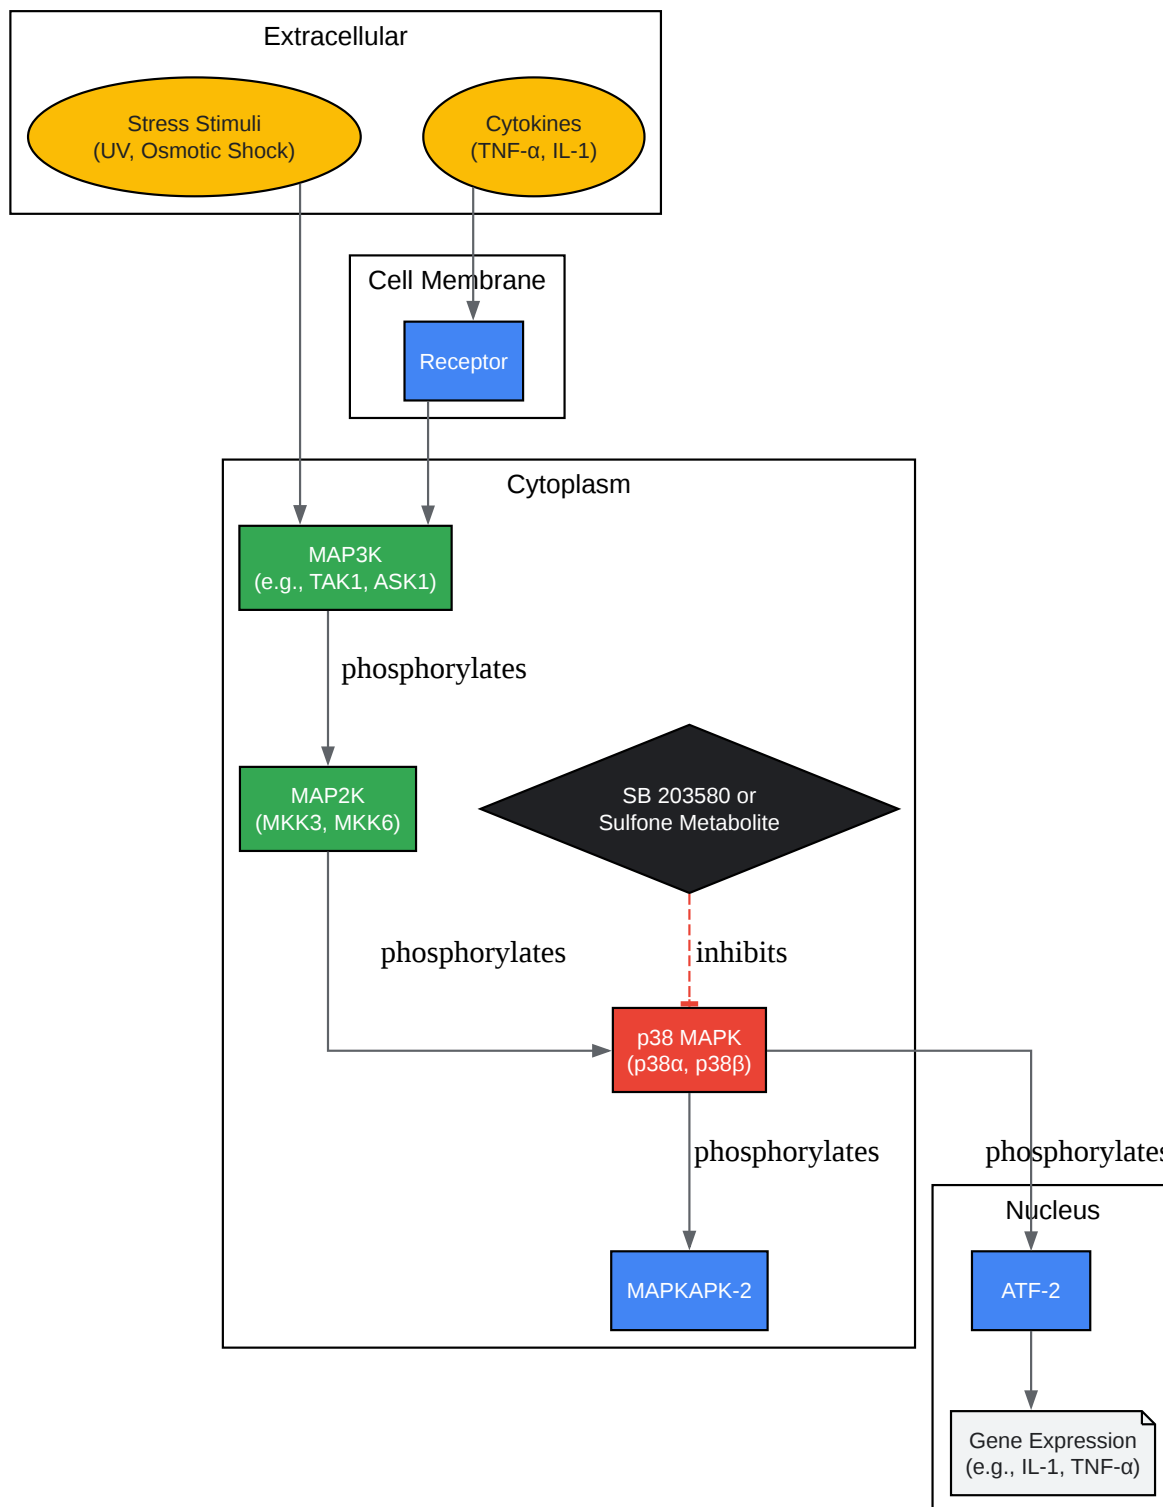 Extracellular
Stress Stimuli
(UV, Osmotic Shock)
Cytokines
(TNF-α, IL-1)
Cell Membrane
Receptor
Cytoplasm
MAP3K
(e.g., TAK1, ASK1)
phosphorylates
MAP2K
(MKK3, MKK6)
SB 203580 or
Sulfone Metabolite
phosphorylates
inhibits
p38 MAPK
(p38α, p38β)
phosphorylates
phosphorylates
Nucleus
MAPKAPK-2
ATF-2
Gene Expression
(e.g., IL-1, TNF-α)